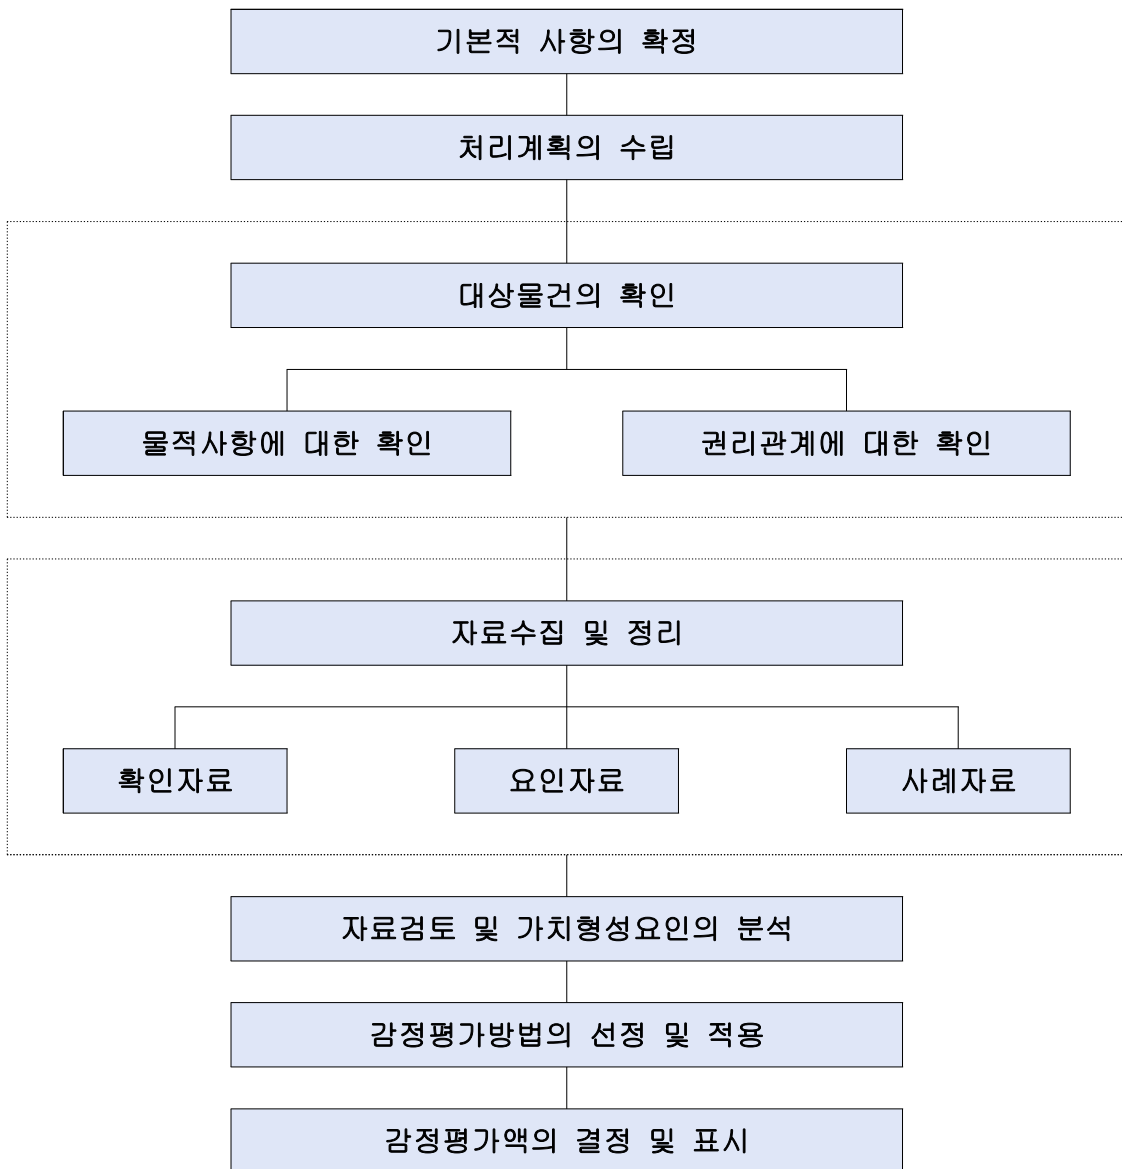 기본적 사항의 확정
처리계획의 수립
대상물건의 확인
물적사항에 대한 확인
권리관계에 대한 확인
자료수집 및 정리
확인자료
요인자료
사례자료
자료검토 및 가치형성요인의 분석
감정평가방법의 선정 및 적용
감정평가액의 결정 및 표시